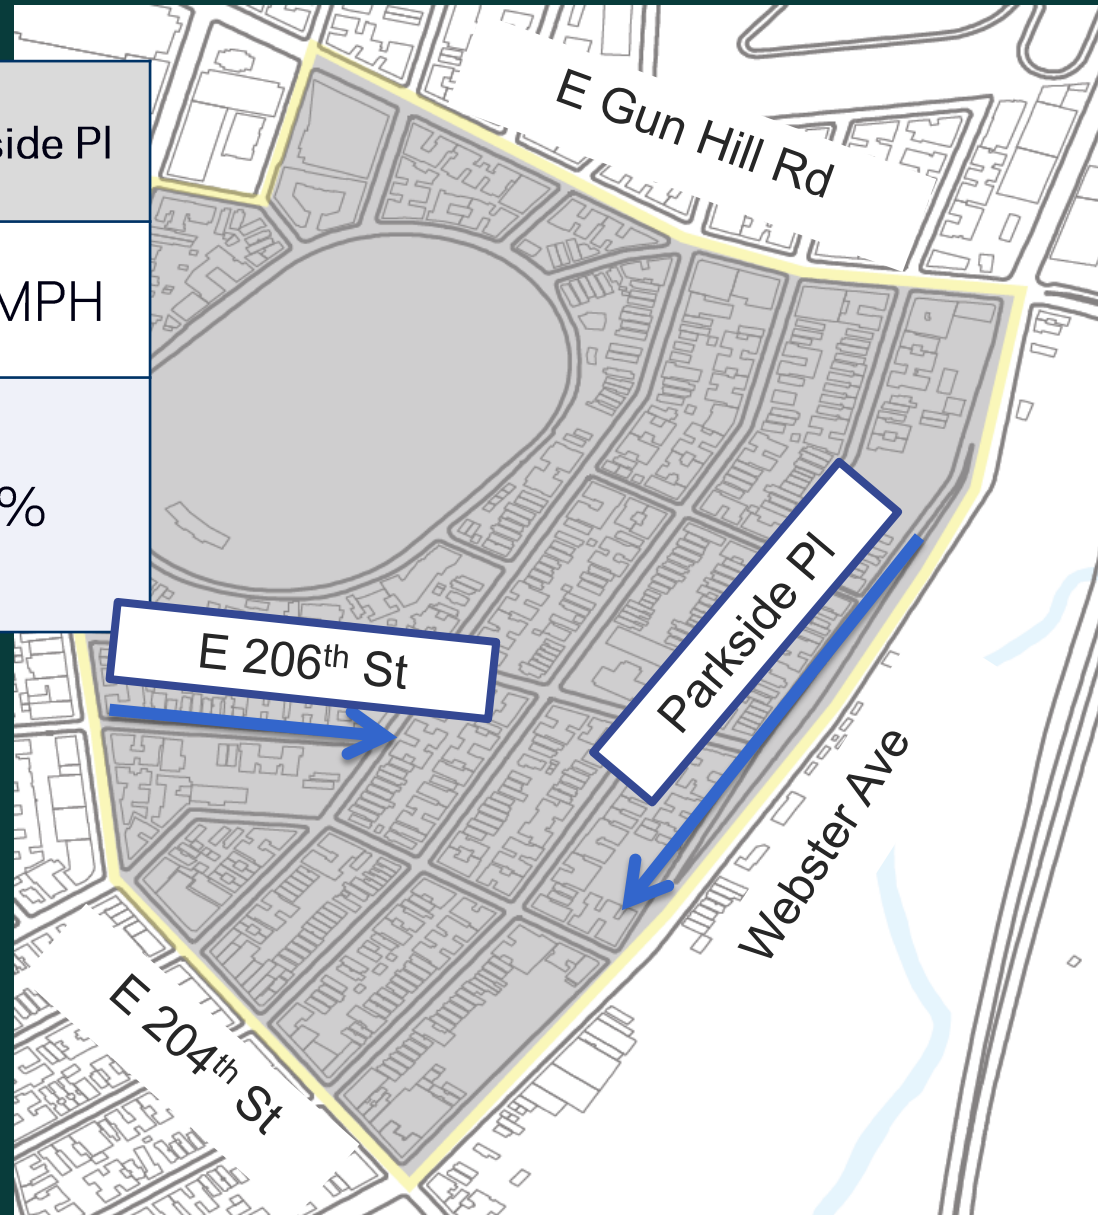 E Gun Hill Rd
side Pl
MPH
%
Parkside Pl
E 206th St
Webster Ave
E 204th St